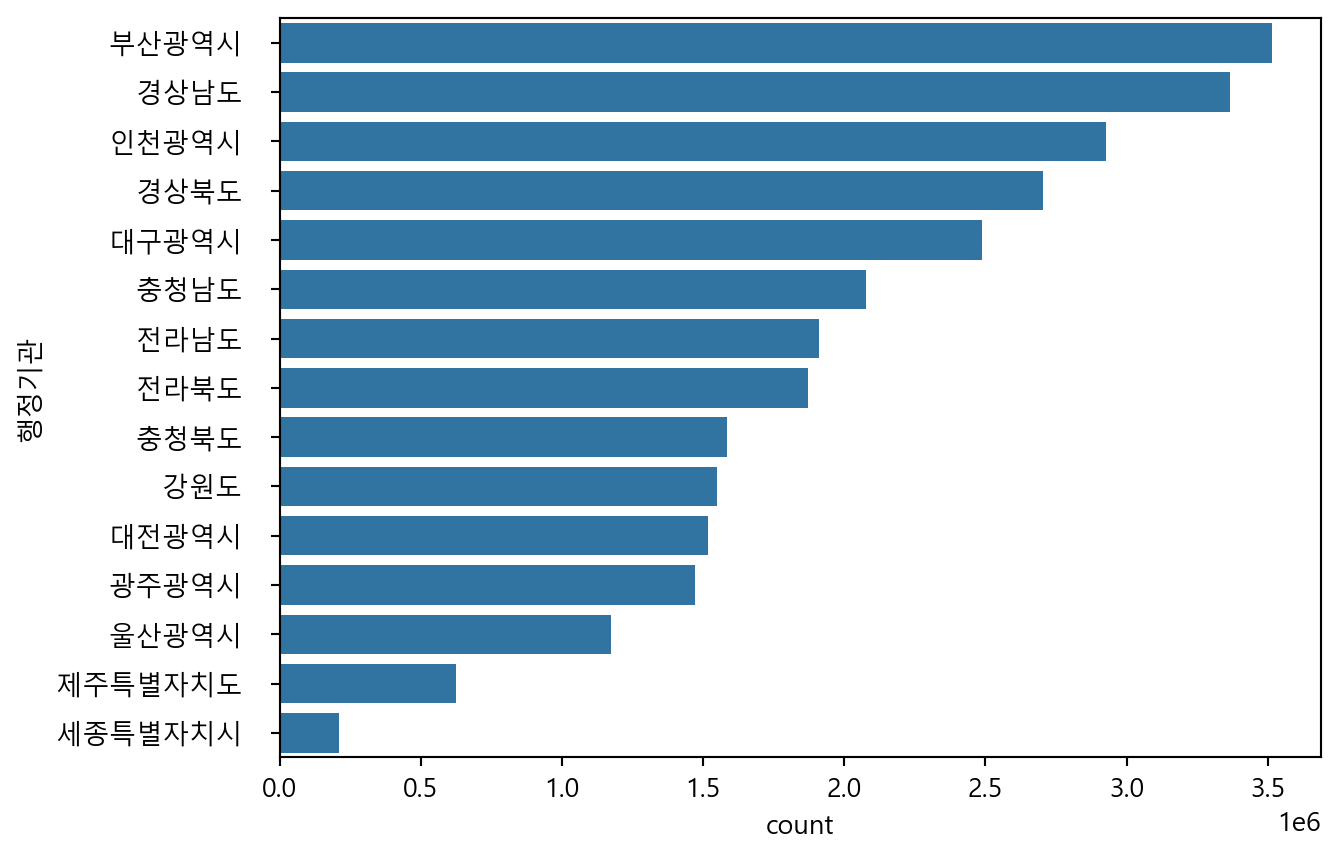 부산광역시
경상남도
인천광역시
경상북도
대구광역시
충청남도
전라남도
전라북도
충청북도
강원도
대전광역시
광주광역시
울산광역시
제주특별자치도
세종특별자치시
행정기관
0.0 0.5 1.0 1.5 2.0 2.5 3.0 3.5
count
1e6